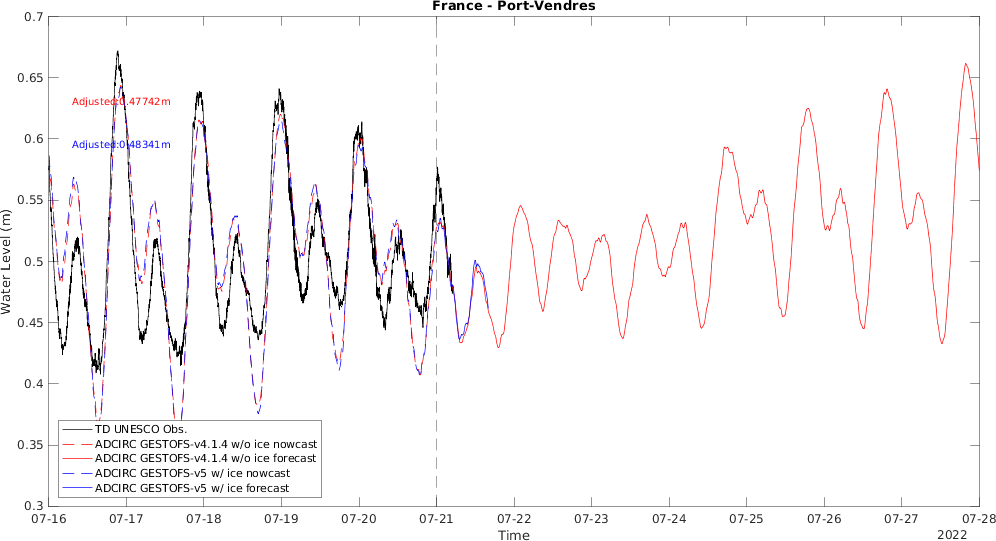 France - Port-Vendres
0.7
0.65
0.6
0.55
0.5
0.45
0.4
0.35
0.3
Water Level (m)
Adjusted:0.47742m
Adjusted:0.48341m
TD UNESCO Obs.
ADCIRC GESTOFS-v4.1.4 w/o ice nowcast
ADCIRC GESTOFS-v4.1.4 w/o ice forecast
ADCIRC GESTOFS-v5 w/ ice nowcast
ADCIRC GESTOFS-v5 w/ ice forecast
07-16 07-17 07-18 07-19 07-20 07-21 07-22 07-23 07-24 07-25 07-26 07-27 07-28
Time
2022